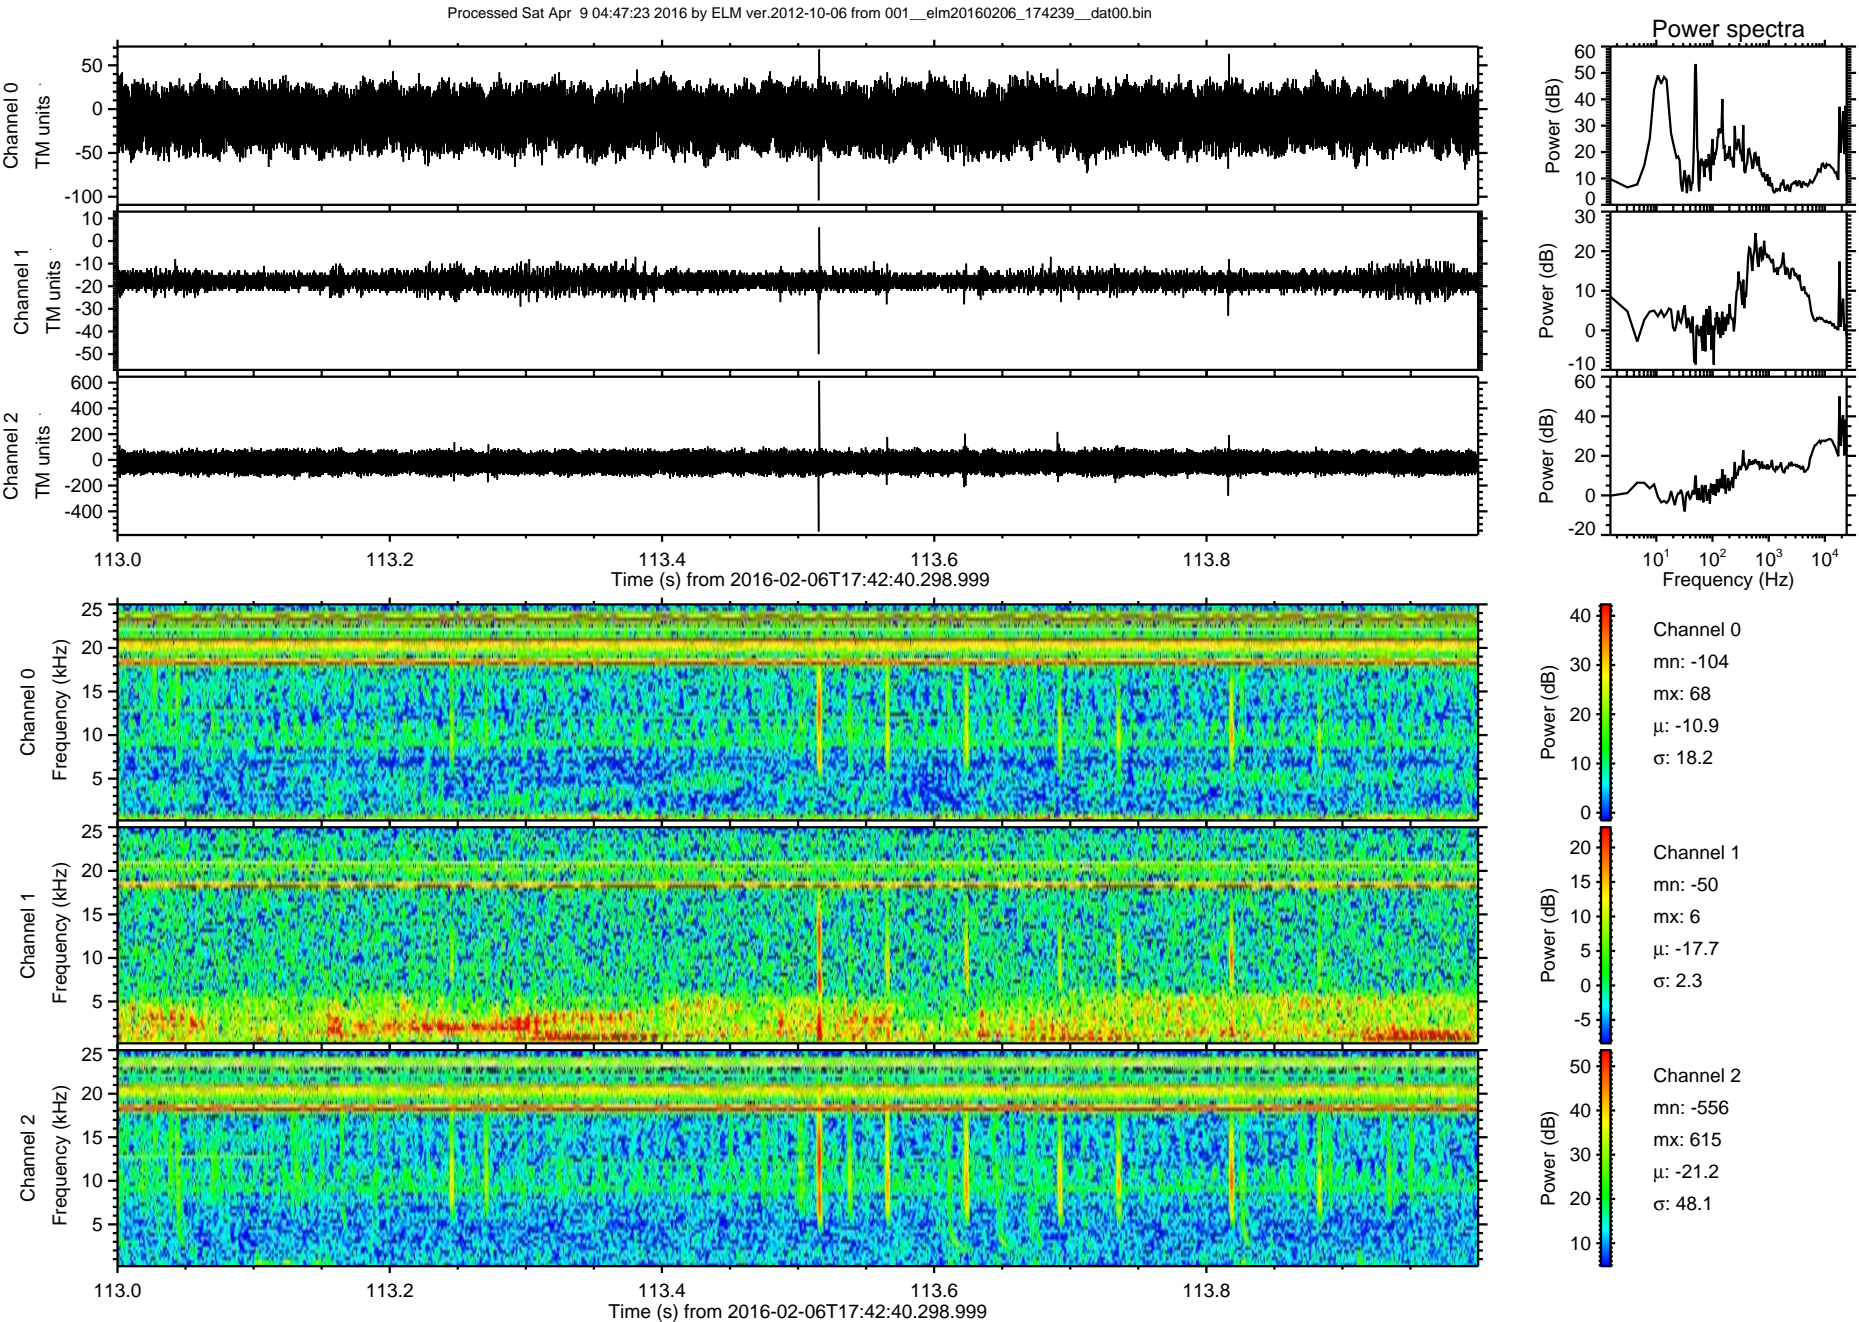 Processed Sat Apr  9 04:47:23 2016 by ELM ver.2012-10-06 from 001__elm20160206_174239__dat00.bin
Power spectra
Channel 0
TM units
50
0
-50
-100
Power (dB)
60
50
40
30
20
10
0
Channel 1
TM units
10
0
-10
-20
-30
-40
-50
Power (dB)
30
20
10
0
-10
Channel 2
TM units
600
400
200
0
-200
-400
Power (dB)
60
40
20
0
-20
113.0 113.2 113.4 113.6 113.8
Time (s) from 2016-02-06T17:42:40.298.999
10¹ 10² 10³ 10⁴
Frequency (Hz)
Channel 0
Frequency (kHz)
25
20
15
10
5
Power (dB)
40
30
20
10
0
Channel 0
mn: -104
mx: 68
μ: -10.9
σ: 18.2
Channel 1
Frequency (kHz)
25
20
15
10
5
Power (dB)
20
15
10
5
0
-5
Channel 1
mn: -50
mx: 6
μ: -17.7
σ: 2.3
Channel 2
Frequency (kHz)
25
20
15
10
5
Power (dB)
50
40
30
20
10
Channel 2
mn: -556
mx: 615
μ: -21.2
σ: 48.1
113.0 113.2 113.4 113.6 113.8
Time (s) from 2016-02-06T17:42:40.298.999